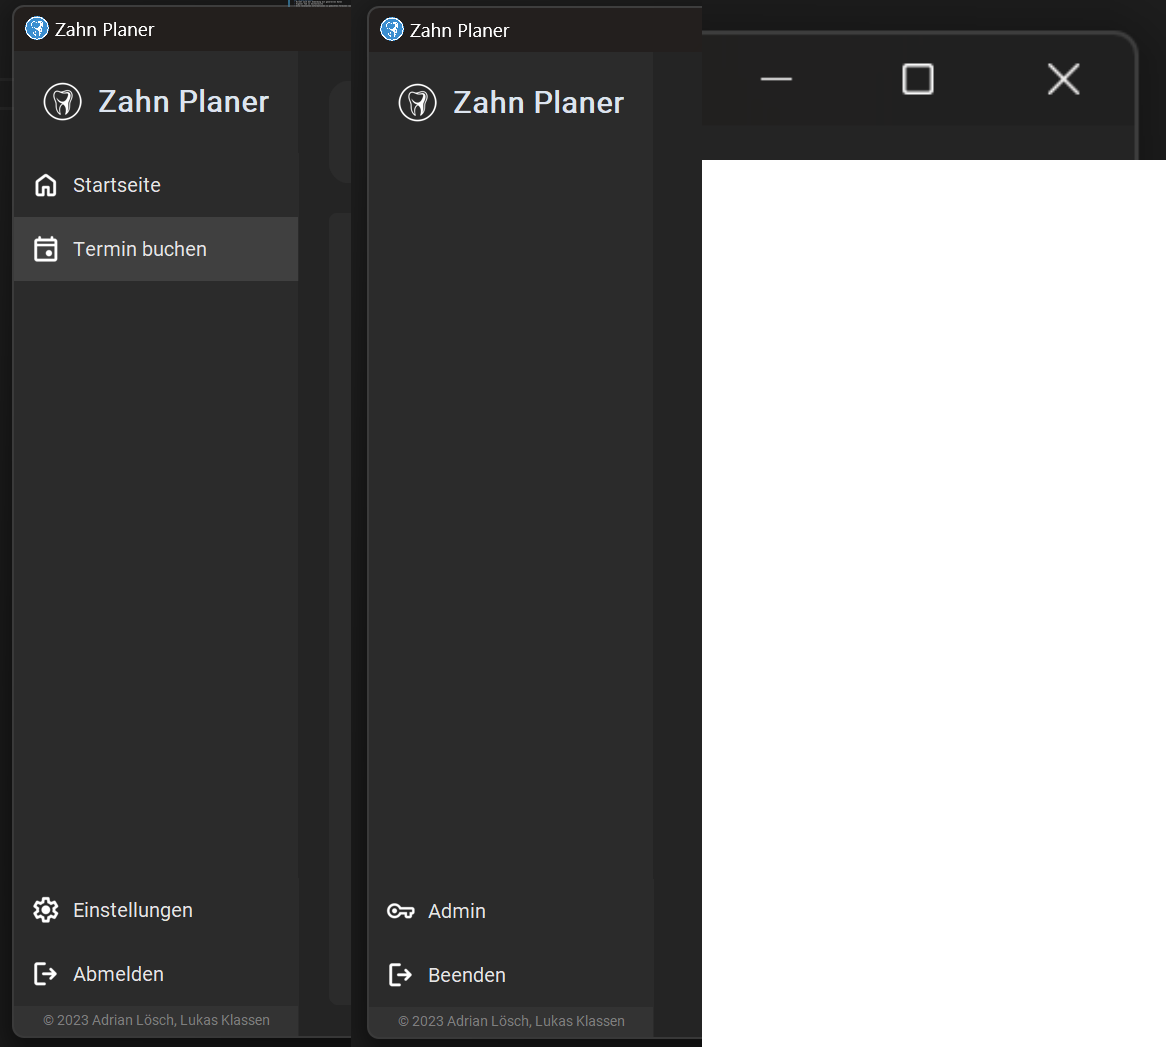 Zahn Planer
Zahn Planer
Startseite
Termin buchen
Einstellungen
Abmelden
© 2023 Adrian Lösch, Lukas Klassen
Zahn Planer
Zahn Planer
Admin
Beenden
© 2023 Adrian Lösch, Lukas Klassen